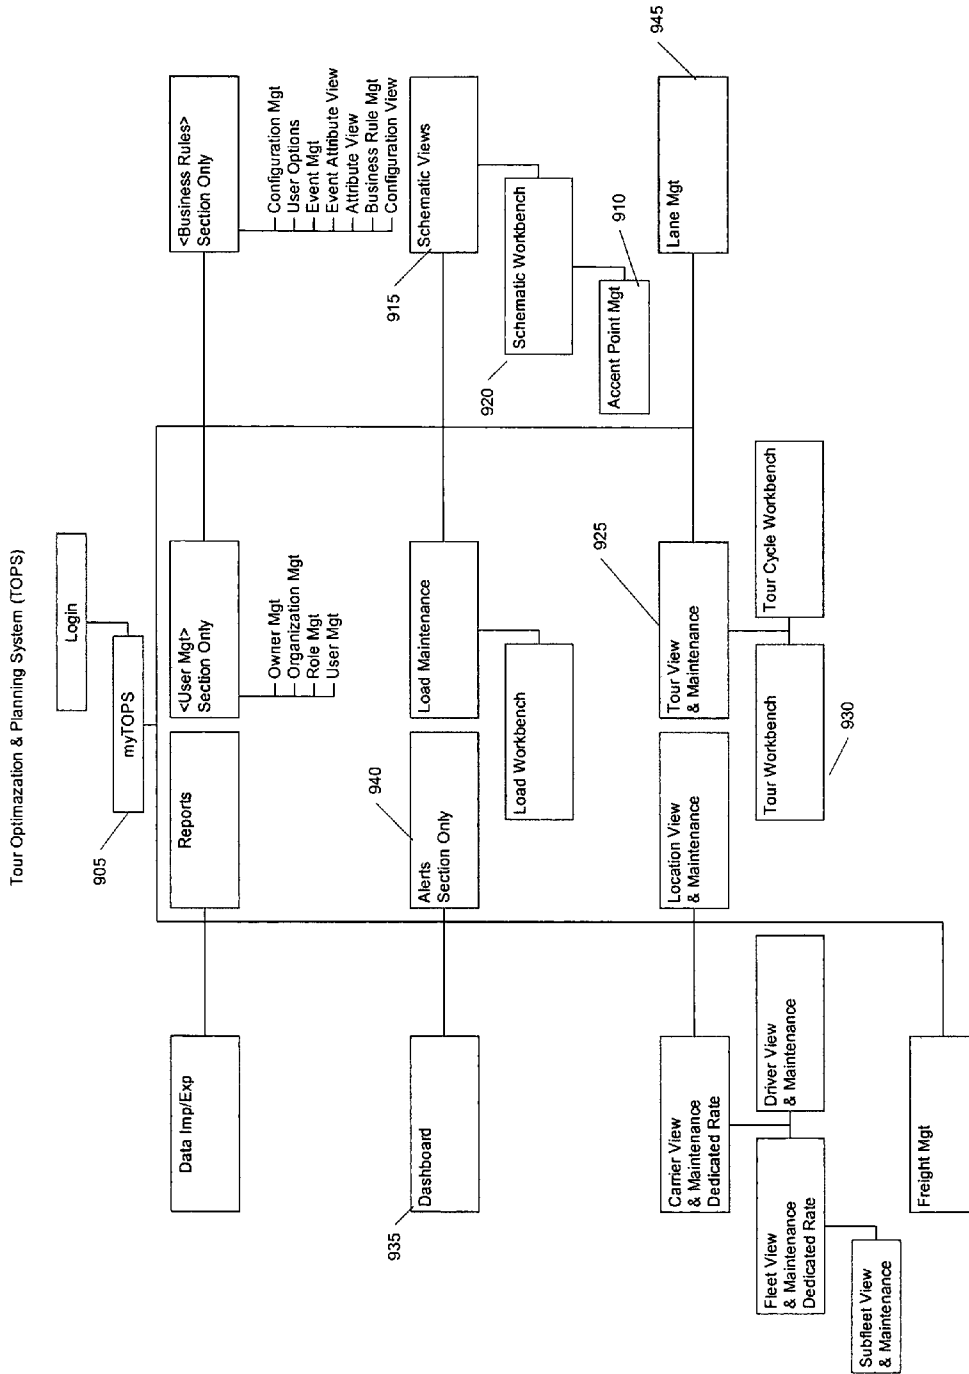 Tour Optimazation & Planning System (TOPS)
Login
myTOPS
905
Data Imp/Exp
Reports
<User Mgt>
Section Only
Owner Mgt
Organization Mgt
Role Mgt
User Mgt
<Business Rules>
Section Only
Configuration Mgt
User Options
Event Mgt
Event Attribute View
Attribute View
Business Rule Mgt
Configuration View
Dashboard
935
Alerts
Section Only
940
Load Maintenance
Load Workbench
Schematic Views
915
Schematic Workbench
920
Accent Point Mgt
910
Carrier View
& Maintenance
Dedicated Rate
Fleet View
& Maintenance
Dedicated Rate
Driver View
& Maintenance
Subfleet View
& Maintenance
Location View
& Maintenance
Tour View
& Maintenance
925
Tour Workbench
930
Tour Cycle Workbench
Lane Mgt
945
Freight Mgt